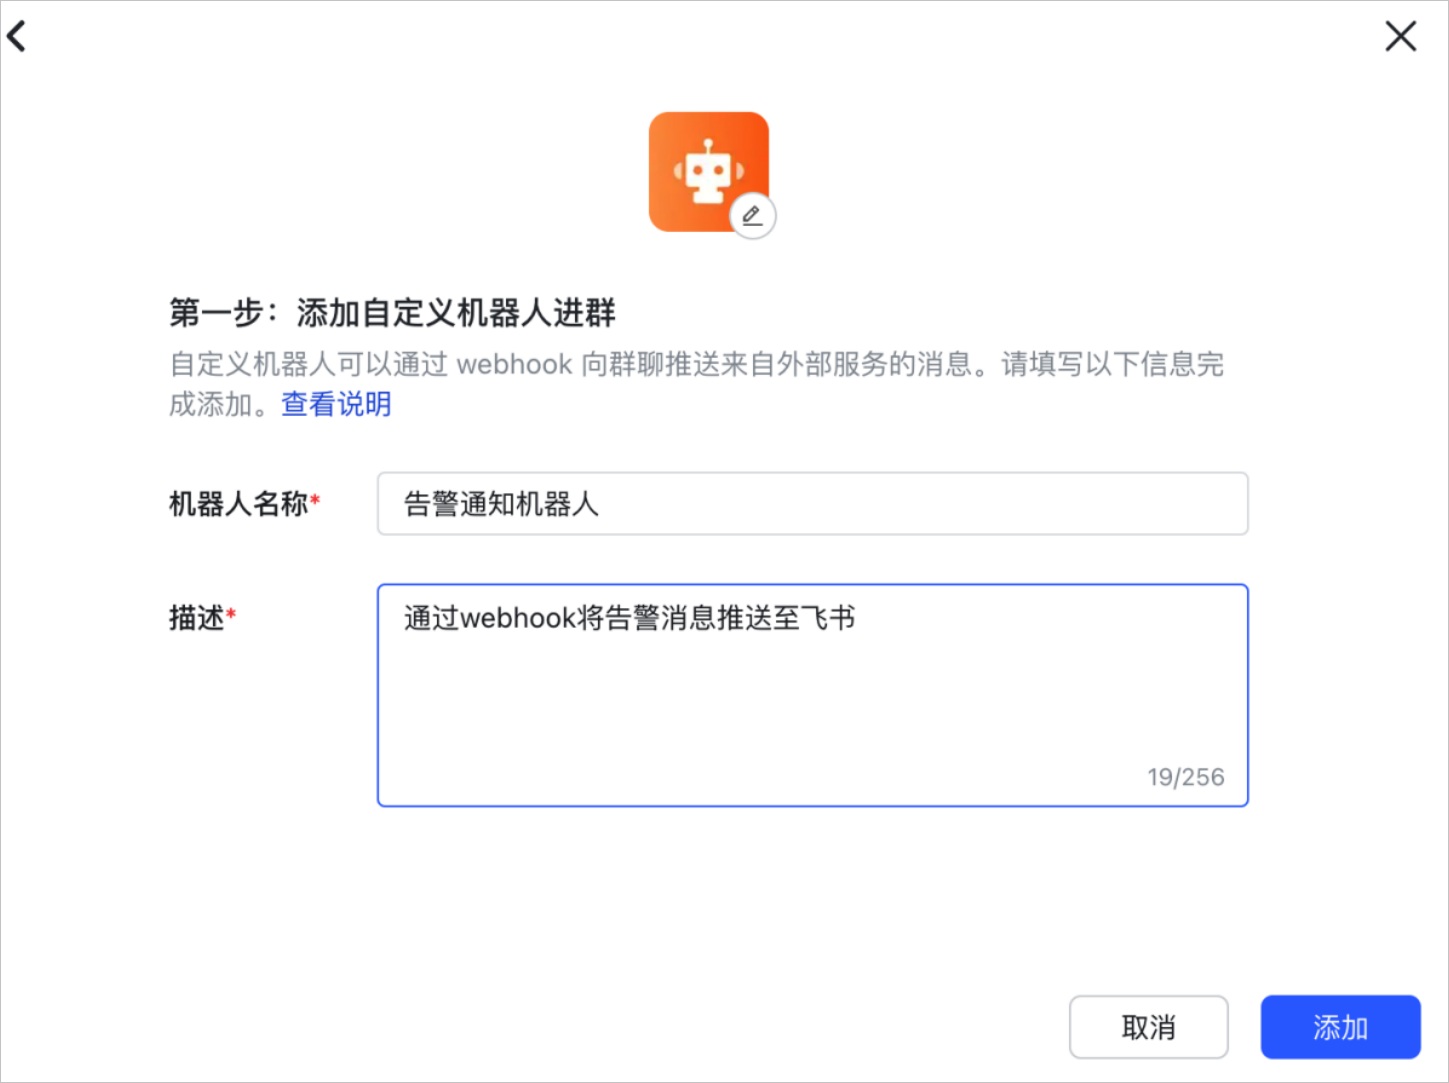 第一步：添加自定义机器人进群
自定义机器人可以通过 webhook 向群聊推送来自外部服务的消息。请填写以下信息完
成添加。查看说明
机器人名称* 告警通知机器人
描述* 通过webhook将告警消息推送至飞书
19/256
取消 添加